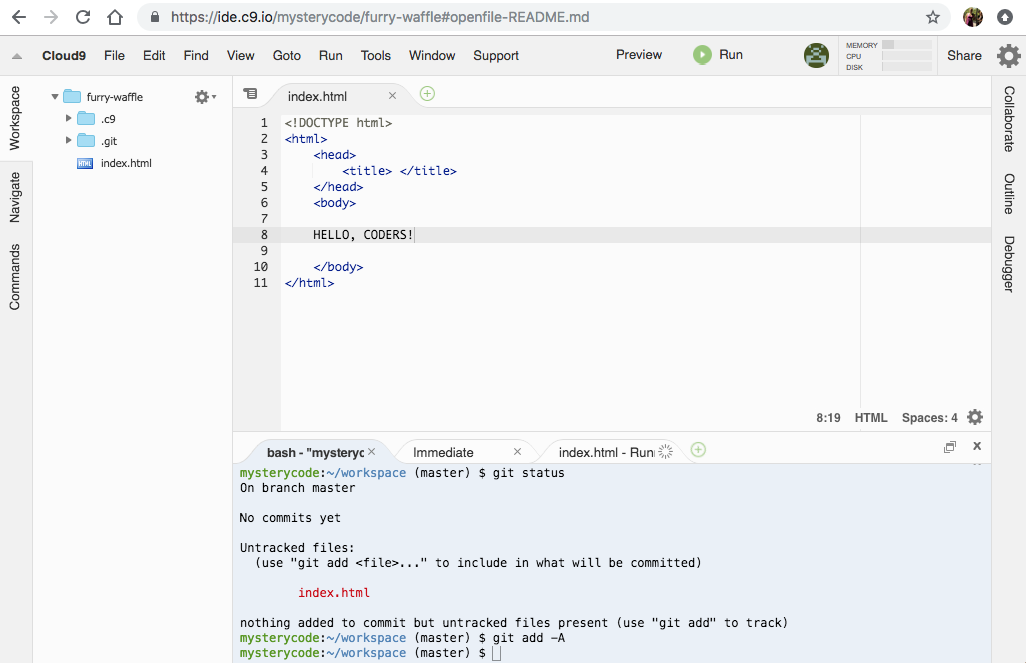 https://ide.c9.io/mysterycode/furry-waffle#openfile-README.md
Cloud9 File Edit Find View Goto Run Tools Window Support Preview Run MEMORY CPU DISK Share
Workspace
Navigate
Commands
furry-waffle
.c9
.git
HTML index.html
index.html
1 <!DOCTYPE html>
2 <html>
3 <head>
4 <title> </title>
5 </head>
6 <body>
7
8 HELLO, CODERS!
9
10 </body>
11 </html>
8:19 HTML Spaces: 4
Collaborate
Outline
Debugger
bash - "mysteryc Immediate index.html - Run
mysterycode:~/workspace (master) $ git status
On branch master
No commits yet
Untracked files:
(use "git add <file>..." to include in what will be committed)
index.html
nothing added to commit but untracked files present (use "git add" to track)
mysterycode:~/workspace (master) $ git add -A
mysterycode:~/workspace (master) $